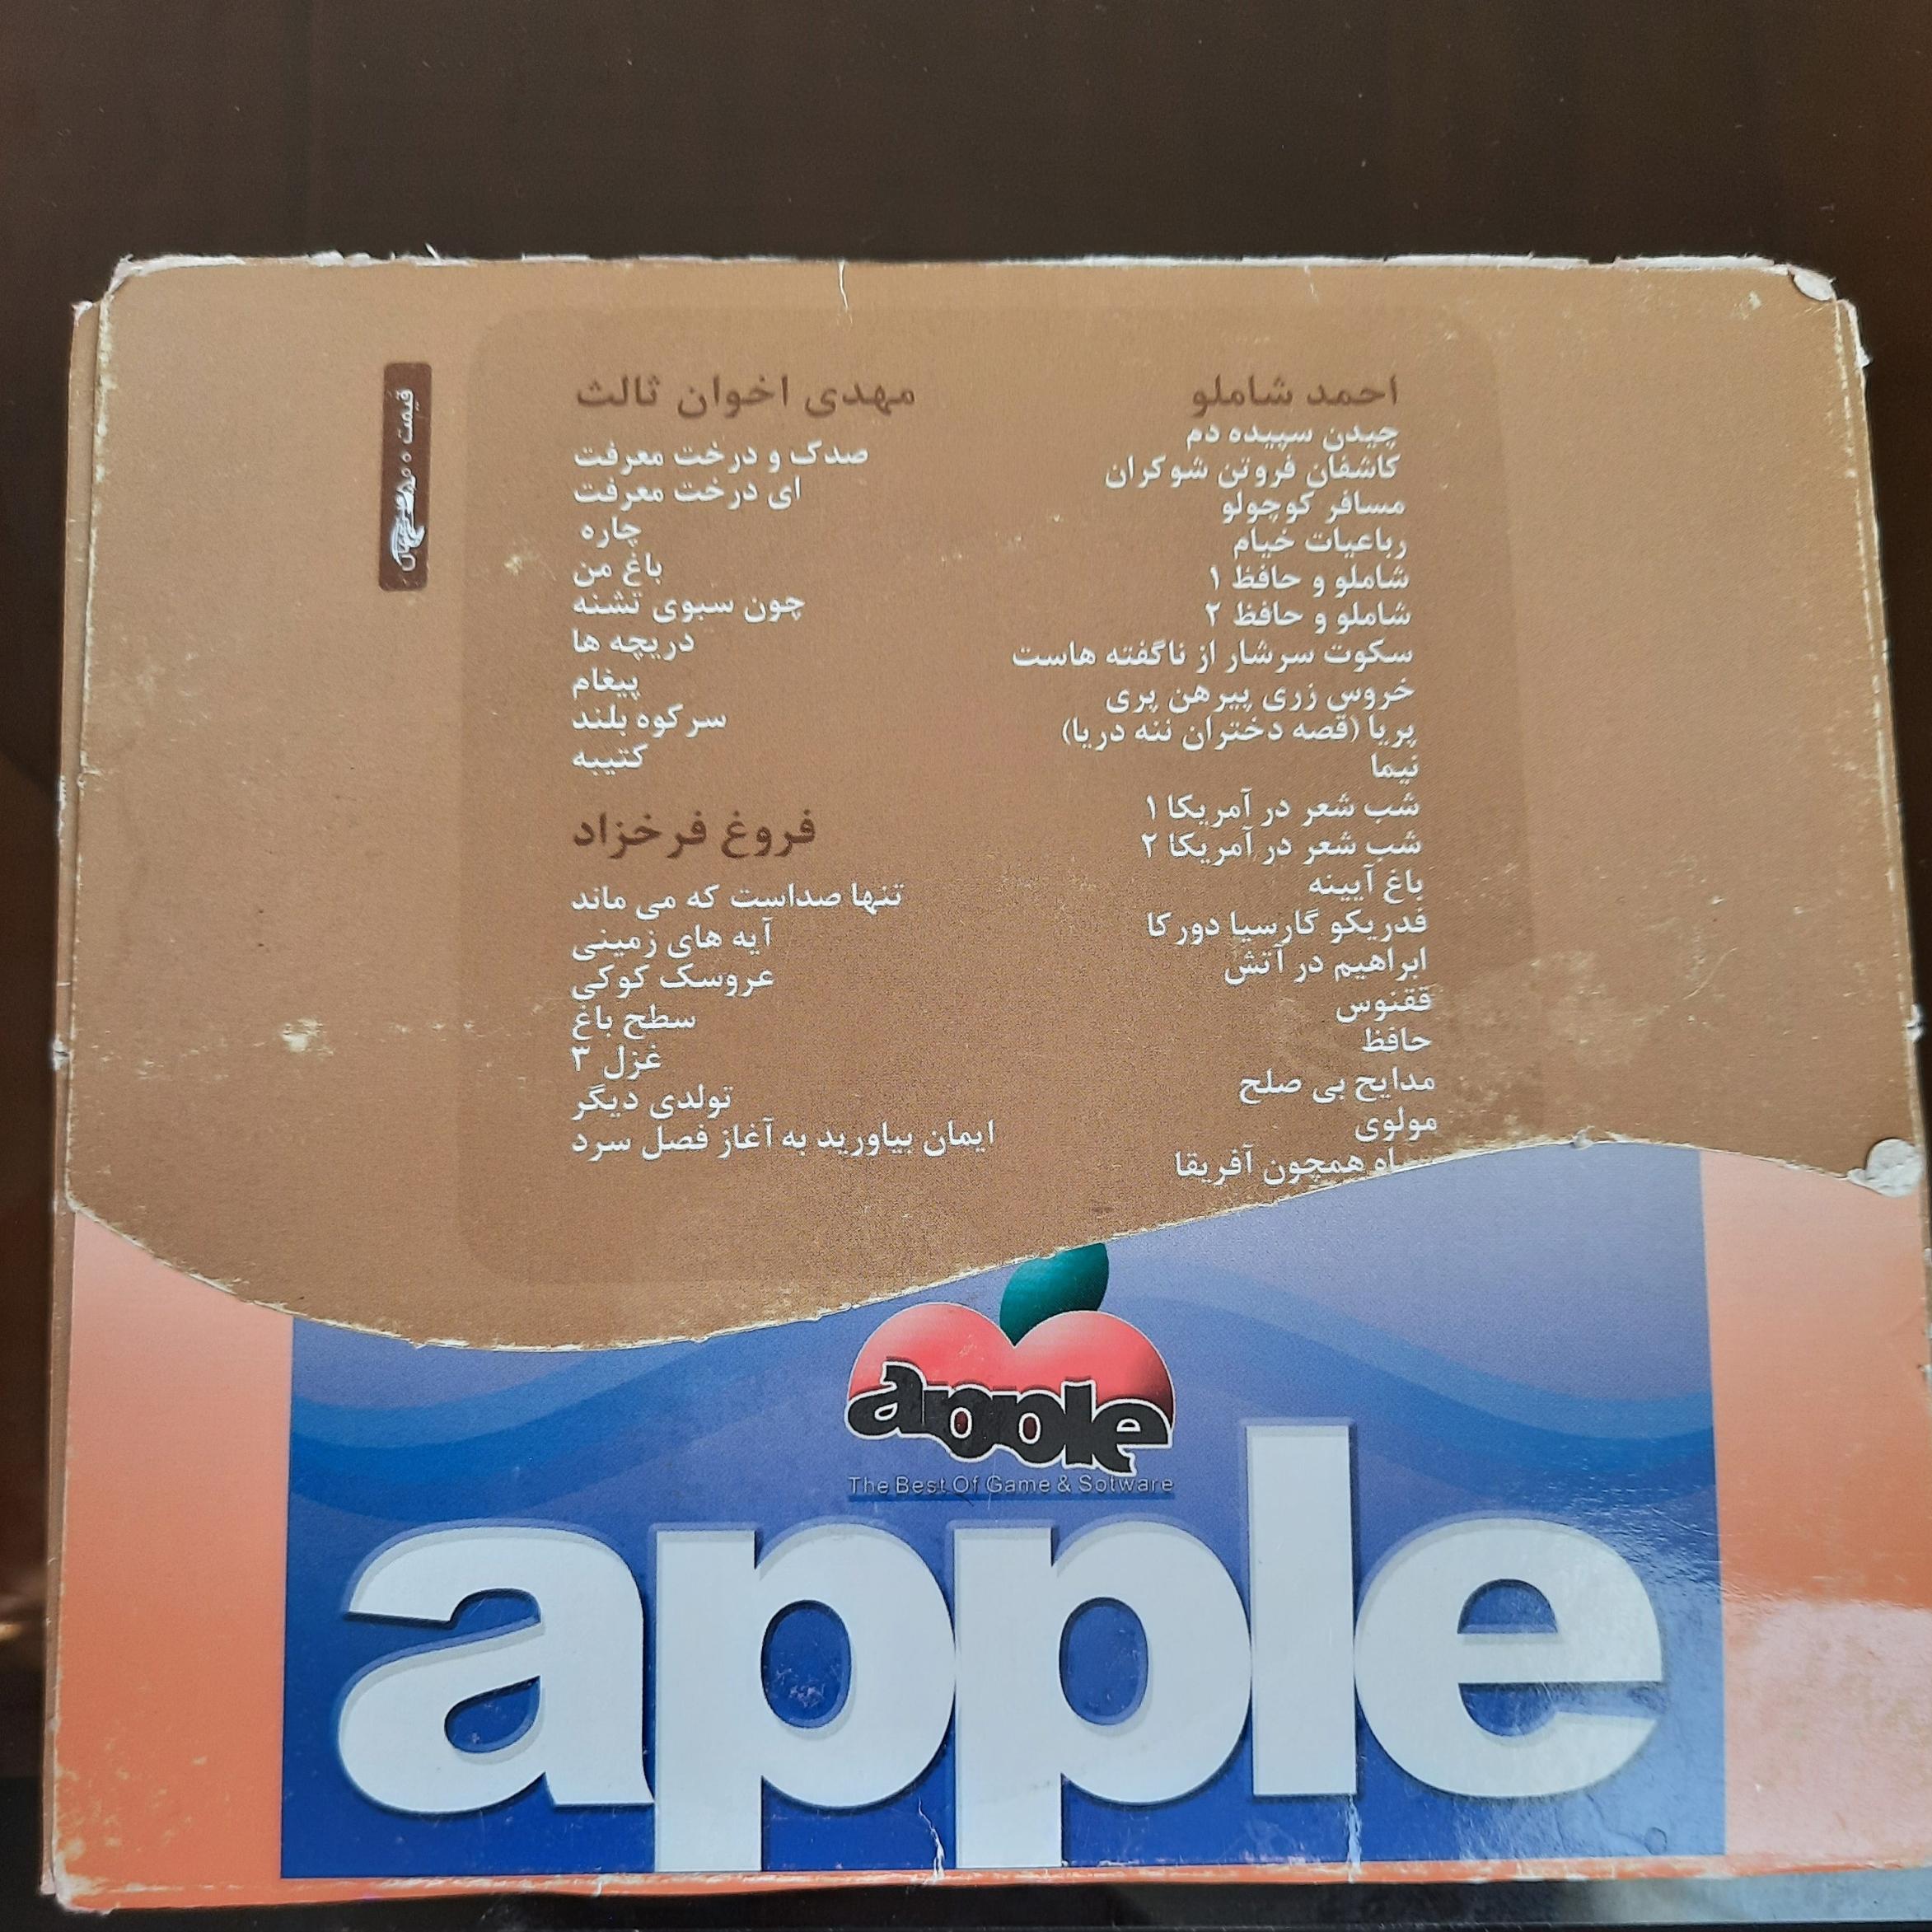 احمد شاملو
چیدن سپیده دم
کاشفان فروتن شوکران
مسافر کوچولو
رباعیات خیام
شاملو و حافظ ۱
شاملو و حافظ ۲
سکوت سرشار از ناگفته هاست
خروس زری پیرهن پری
پریا (قصه دختران ننه دریا)
نیما
شب شعر در آمریکا ۱
شب شعر در آمریکا ۲
باغ آیینه
فدریکو گارسیا دورکا
ابراهیم در آتش
ققنوس
حافظ
مدایح بی صلح
مولوی
همچون آفریقا
مهدی اخوان ثالث
صدک و درخت معرفت
ای درخت معرفت
چاره
باغ من
چون سبوی تشنه
دریچه ها
پیغام
سر کوه بلند
کتیبه
فروغ فرخزاد
تنها صداست که می ماند
آیه های زمینی
عروسک کوکی
سطح باغ
غزل ۳
تولدی دیگر
ایمان بیاورید به آغاز فصل سرد
قیمت
apple
The Best Of Game & Sotware
apple